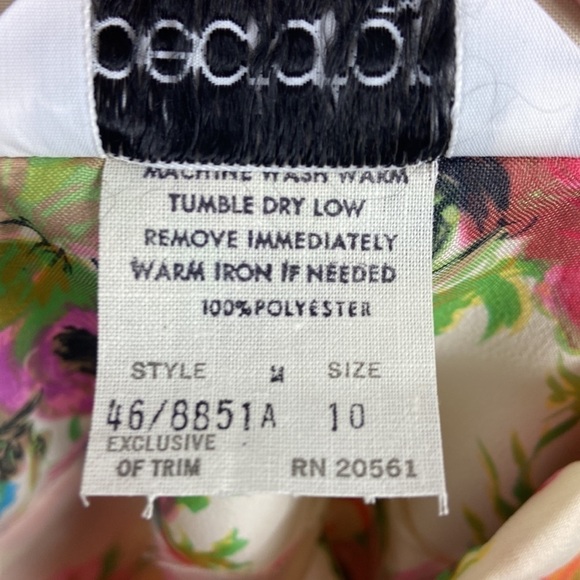 MACHINE WASH WARM
TUMBLE DRY LOW
REMOVE IMMEDIATELY
WARM IRON IF NEEDED
100% POLYESTER
STYLE M SIZE
46/8851A 10
EXCLUSIVE
OF TRIM RN 20561